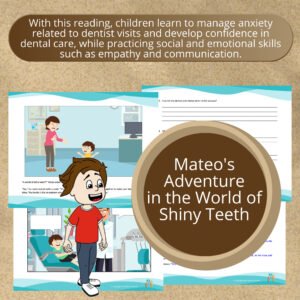 With this reading, children learn to manage anxiety
related to dentist visits and develop confidence in
dental care, while practicing social and emotional skills
such as empathy and communication.
Mateo's
Adventure
in the World of
Shiny Teeth